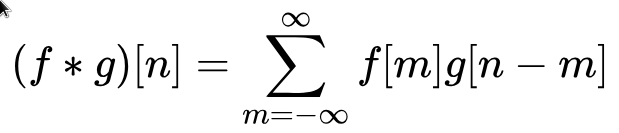 (f * g)[n] = ∑_{m=-∞}^{∞} f[m]g[n - m]